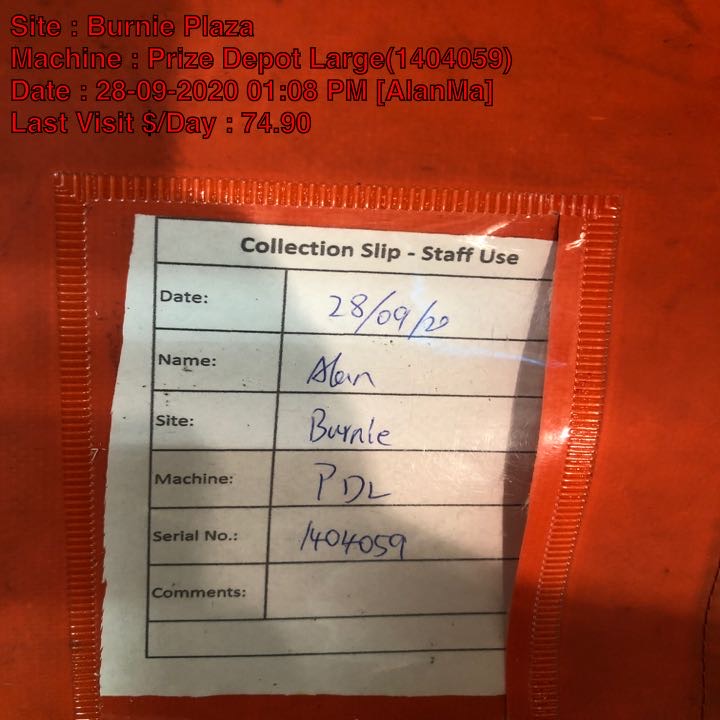 Site : Burnie Plaza
Machine : Prize Depot Large(1404059)
Date : 28-09-2020 01:08 PM [AlanMa]
Last Visit $/Day : 74.90
Collection Slip - Staff Use
Date: 28/09/20
Name: Alan
Site: Burnie
Machine: PDL
Serial No.: 1404059
Comments: